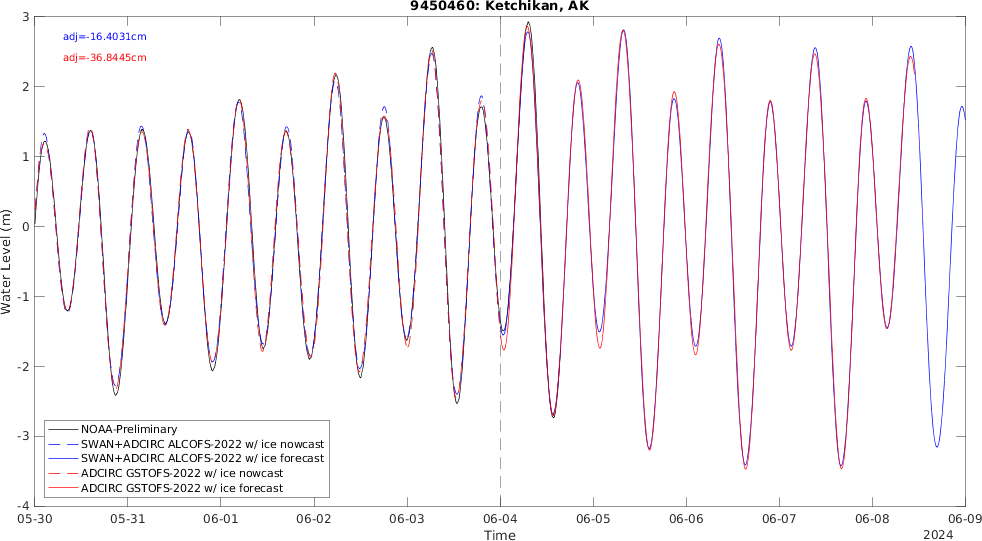 9450460: Ketchikan, AK
adj=-16.4031cm
adj=-36.8445cm
3
2
1
0
-1
-2
-3
-4
Water Level (m)
NOAA-Preliminary
SWAN+ADCIRC ALCOFS-2022 w/ ice nowcast
SWAN+ADCIRC ALCOFS-2022 w/ ice forecast
ADCIRC GSTOFS-2022 w/ ice nowcast
ADCIRC GSTOFS-2022 w/ ice forecast
05-30 05-31 06-01 06-02 06-03 06-04 06-05 06-06 06-07 06-08 06-09
Time
2024